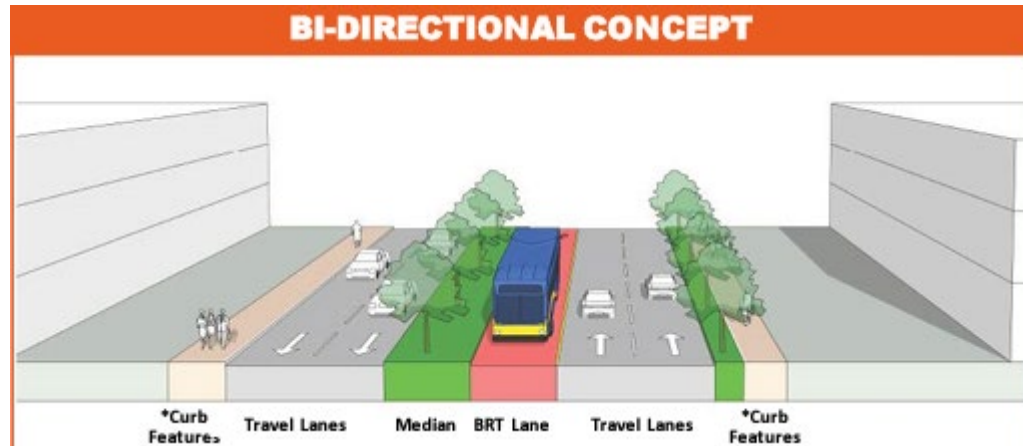 BI-DIRECTIONAL CONCEPT
*Curb
Features
Travel Lanes
Median
BRT Lane
Travel Lanes
*Curb
Features